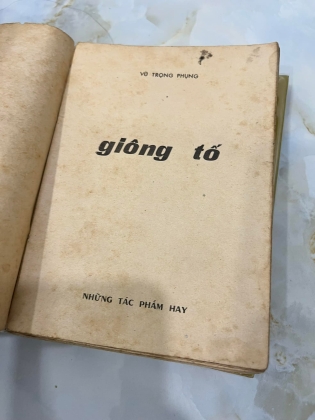 VŨ TRỌNG PHỤNG
giông tố
NHỮNG TÁC PHẨM HAY